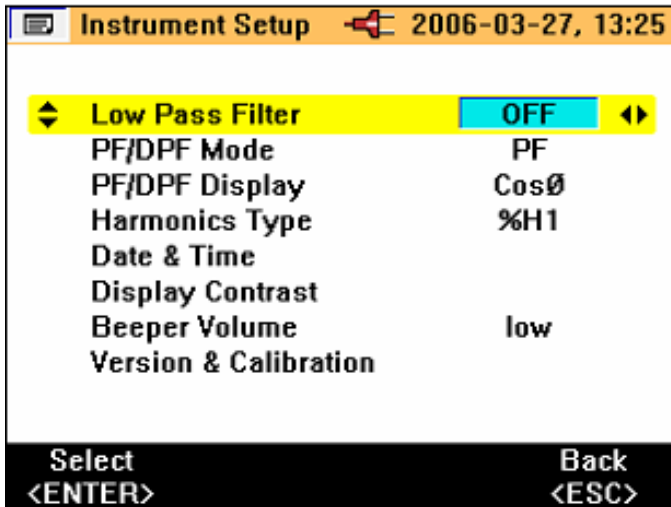 Instrument Setup 2006-03-27, 13:25
Low Pass Filter OFF
PF/DPF Mode PF
PF/DPF Display CosØ
Harmonics Type %H1
Date & Time
Display Contrast
Beeper Volume low
Version & Calibration
Select Back
<ENTER> <ESC>